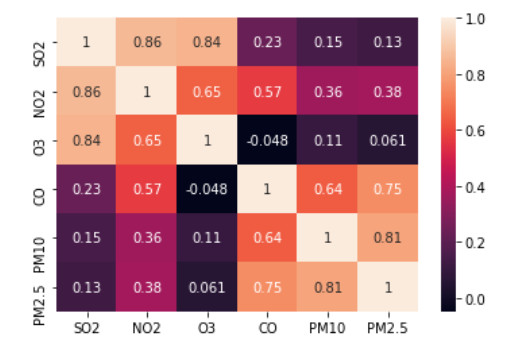 SO2 1 0.86 0.84 0.23 0.15 0.13
NO2 0.86 1 0.65 0.57 0.36 0.38
O3 0.84 0.65 1 -0.048 0.11 0.061
CO 0.23 0.57 -0.048 1 0.64 0.75
PM10 0.15 0.36 0.11 0.64 1 0.81
PM2.5 0.13 0.38 0.061 0.75 0.81 1
SO2 NO2 O3 CO PM10 PM2.5
1.0
0.8
0.6
0.4
0.2
0.0